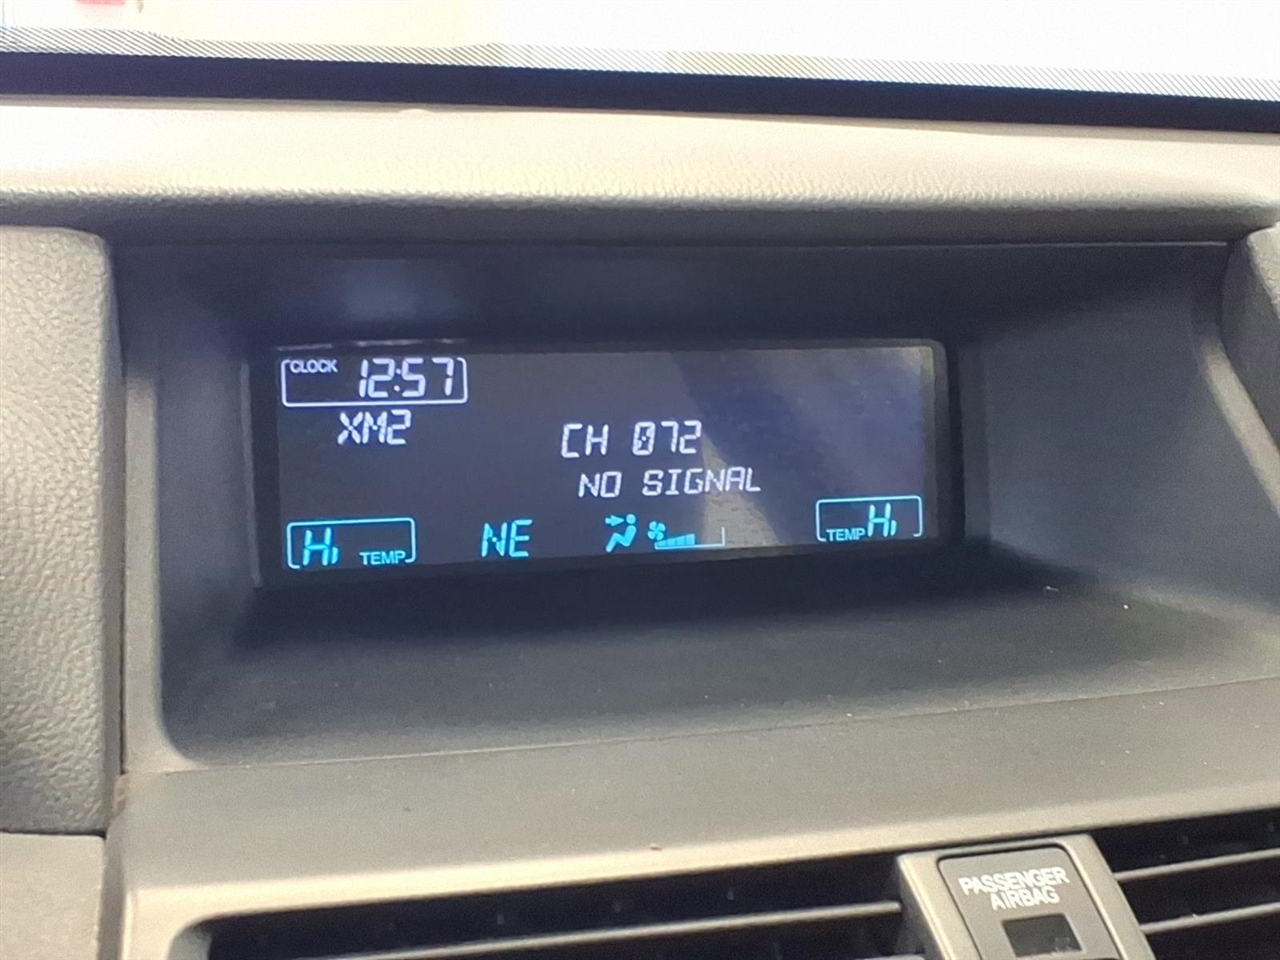 CLOCK 12:57
XM2
CH 072
NO SIGNAL
Hi TEMP
NE
TEMP Hi
PASSENGER
AIRBAG